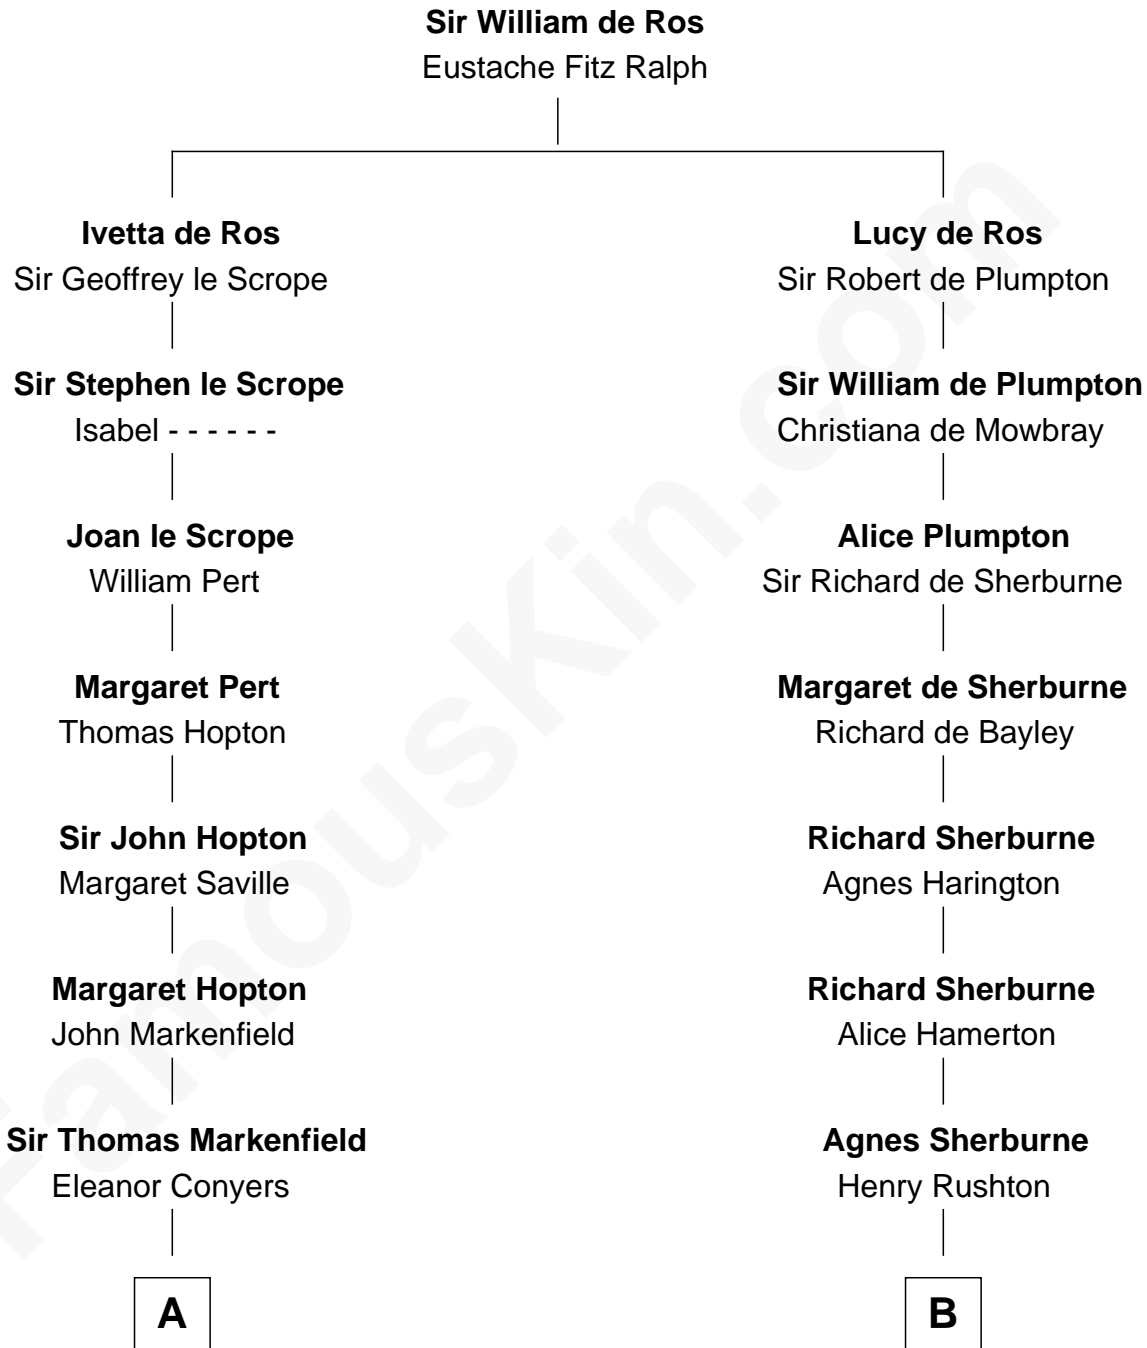 Sir William de Ros
Eustache Fitz Ralph
Ivetta de Ros
Sir Geoffrey le Scrope
Lucy de Ros
Sir Robert de Plumpton
Sir Stephen le Scrope
Isabel - - - - - -
Sir William de Plumpton
Christiana de Mowbray
Joan le Scrope
William Pert
Alice Plumpton
Sir Richard de Sherburne
Margaret Pert
Thomas Hopton
Margaret de Sherburne
Richard de Bayley
Sir John Hopton
Margaret Saville
Richard Sherburne
Agnes Harington
Margaret Hopton
John Markenfield
Richard Sherburne
Alice Hamerton
Sir Thomas Markenfield
Eleanor Conyers
Agnes Sherburne
Henry Rushton
A
B
FamousKin.com